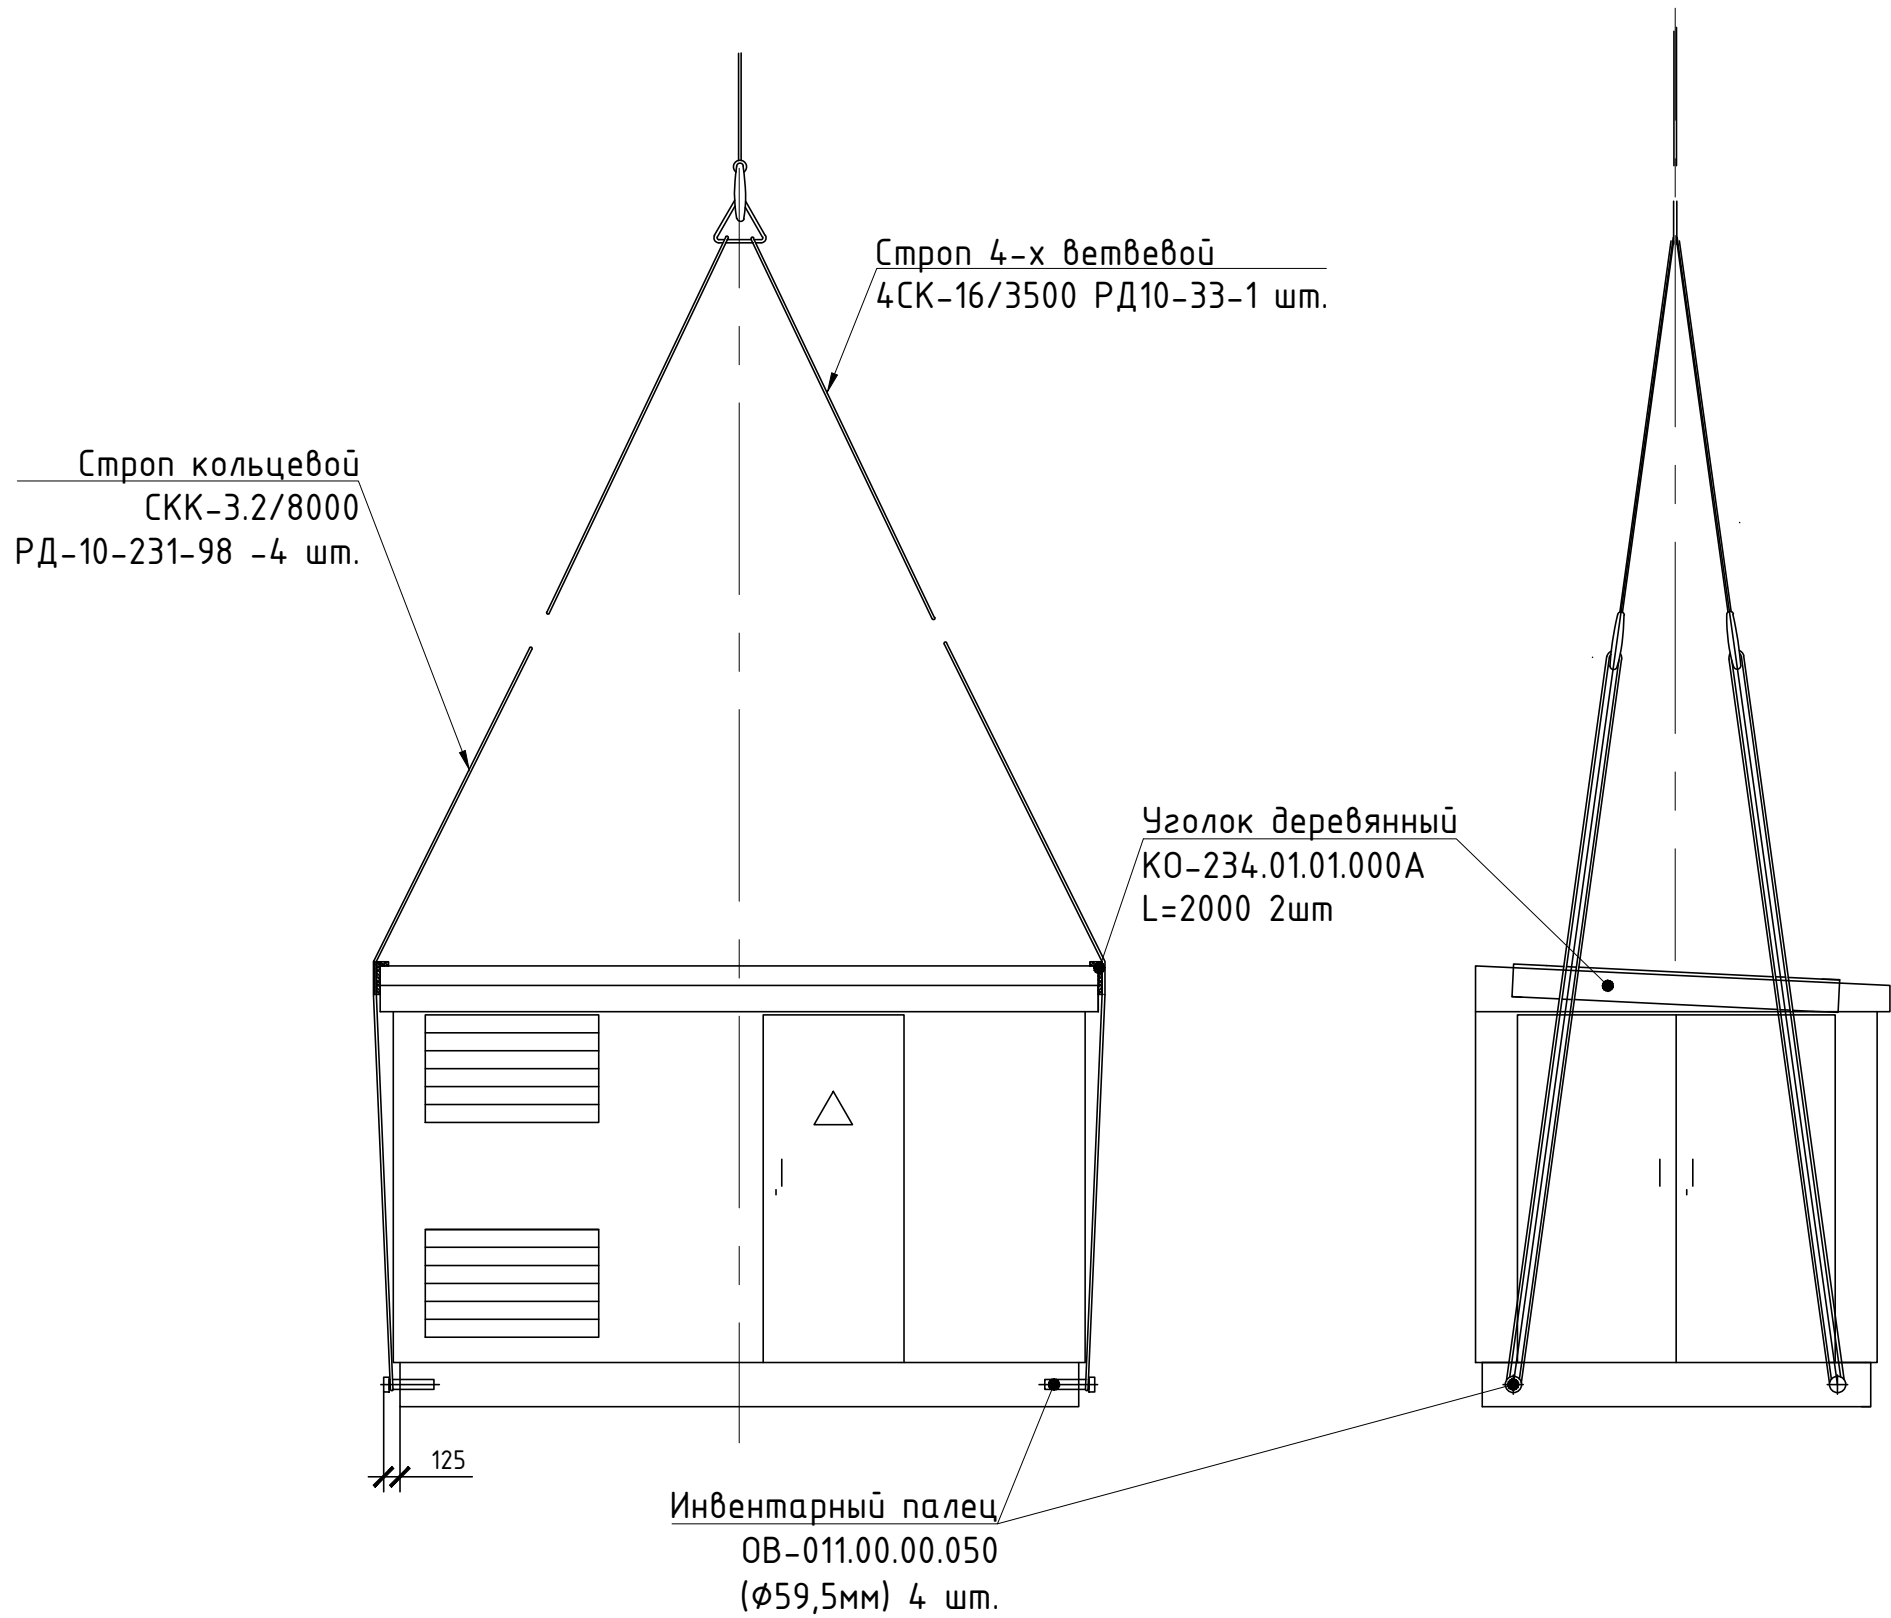 Строп 4-х ветвевой
4СК-16/3500 РД10-33-1 шт.
Строп кольцевой
СКК-3.2/8000
РД-10-231-98 -4 шт.
Уголок деревянный
КО-234.01.01.000А
L=2000 2шт
125
Инвентарный палец
ОВ-011.00.00.050
(ϕ59,5мм) 4 шт.